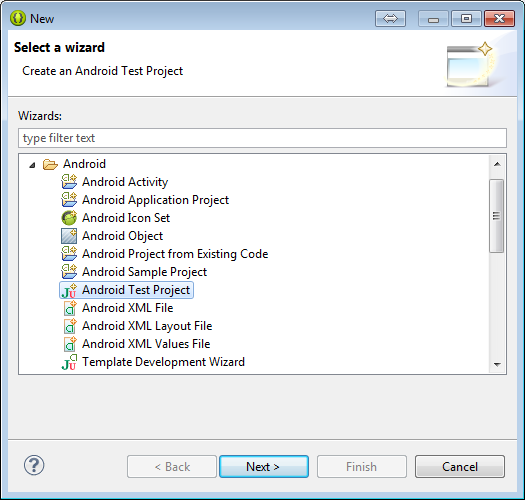 New
Select a wizard
Create an Android Test Project
Wizards:
type filter text
Android
Android Activity
Android Application Project
Android Icon Set
Android Object
Android Project from Existing Code
Android Sample Project
Android Test Project
Android XML File
Android XML Layout File
Android XML Values File
Template Development Wizard
< Back Next > Finish Cancel